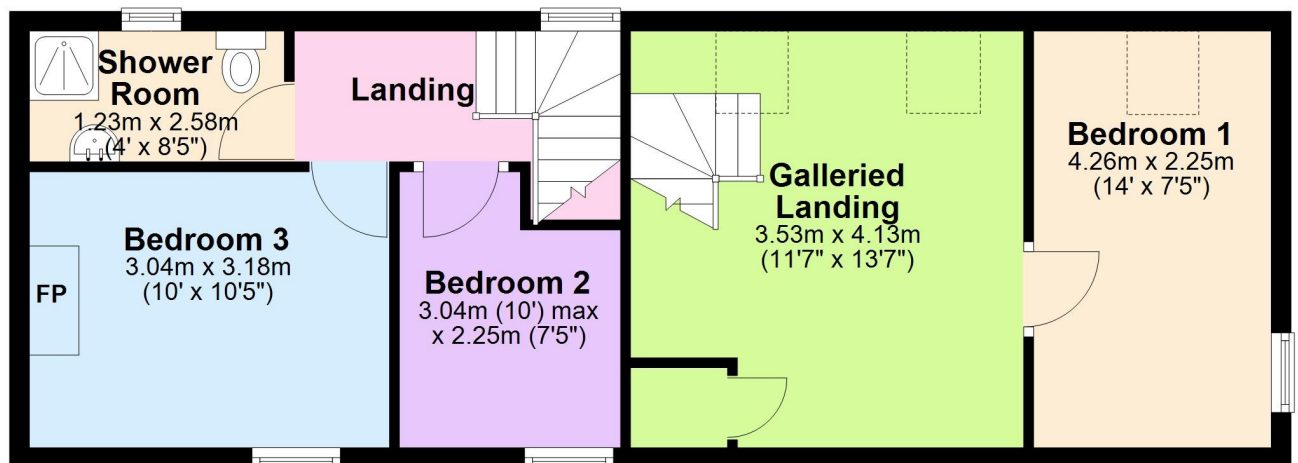 Shower
Room
1.23m x 2.58m
(4' x 8'5")
Landing
Galleried
Landing
3.53m x 4.13m
(11'7" x 13'7")
Bedroom 1
4.26m x 2.25m
(14' x 7'5")
Bedroom 3
3.04m x 3.18m
(10' x 10'5")
FP
Bedroom 2
3.04m (10') max
x 2.25m (7'5")